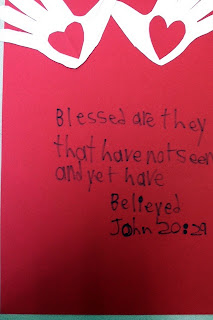 Blessed are they
that have not seen
and yet have
Believed
John 20:29